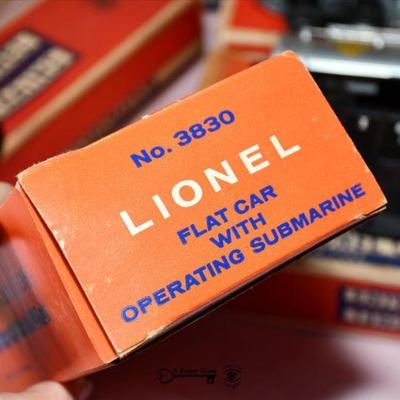 No. 3830
LIONEL
FLAT CAR
WITH
OPERATING SUBMARINE